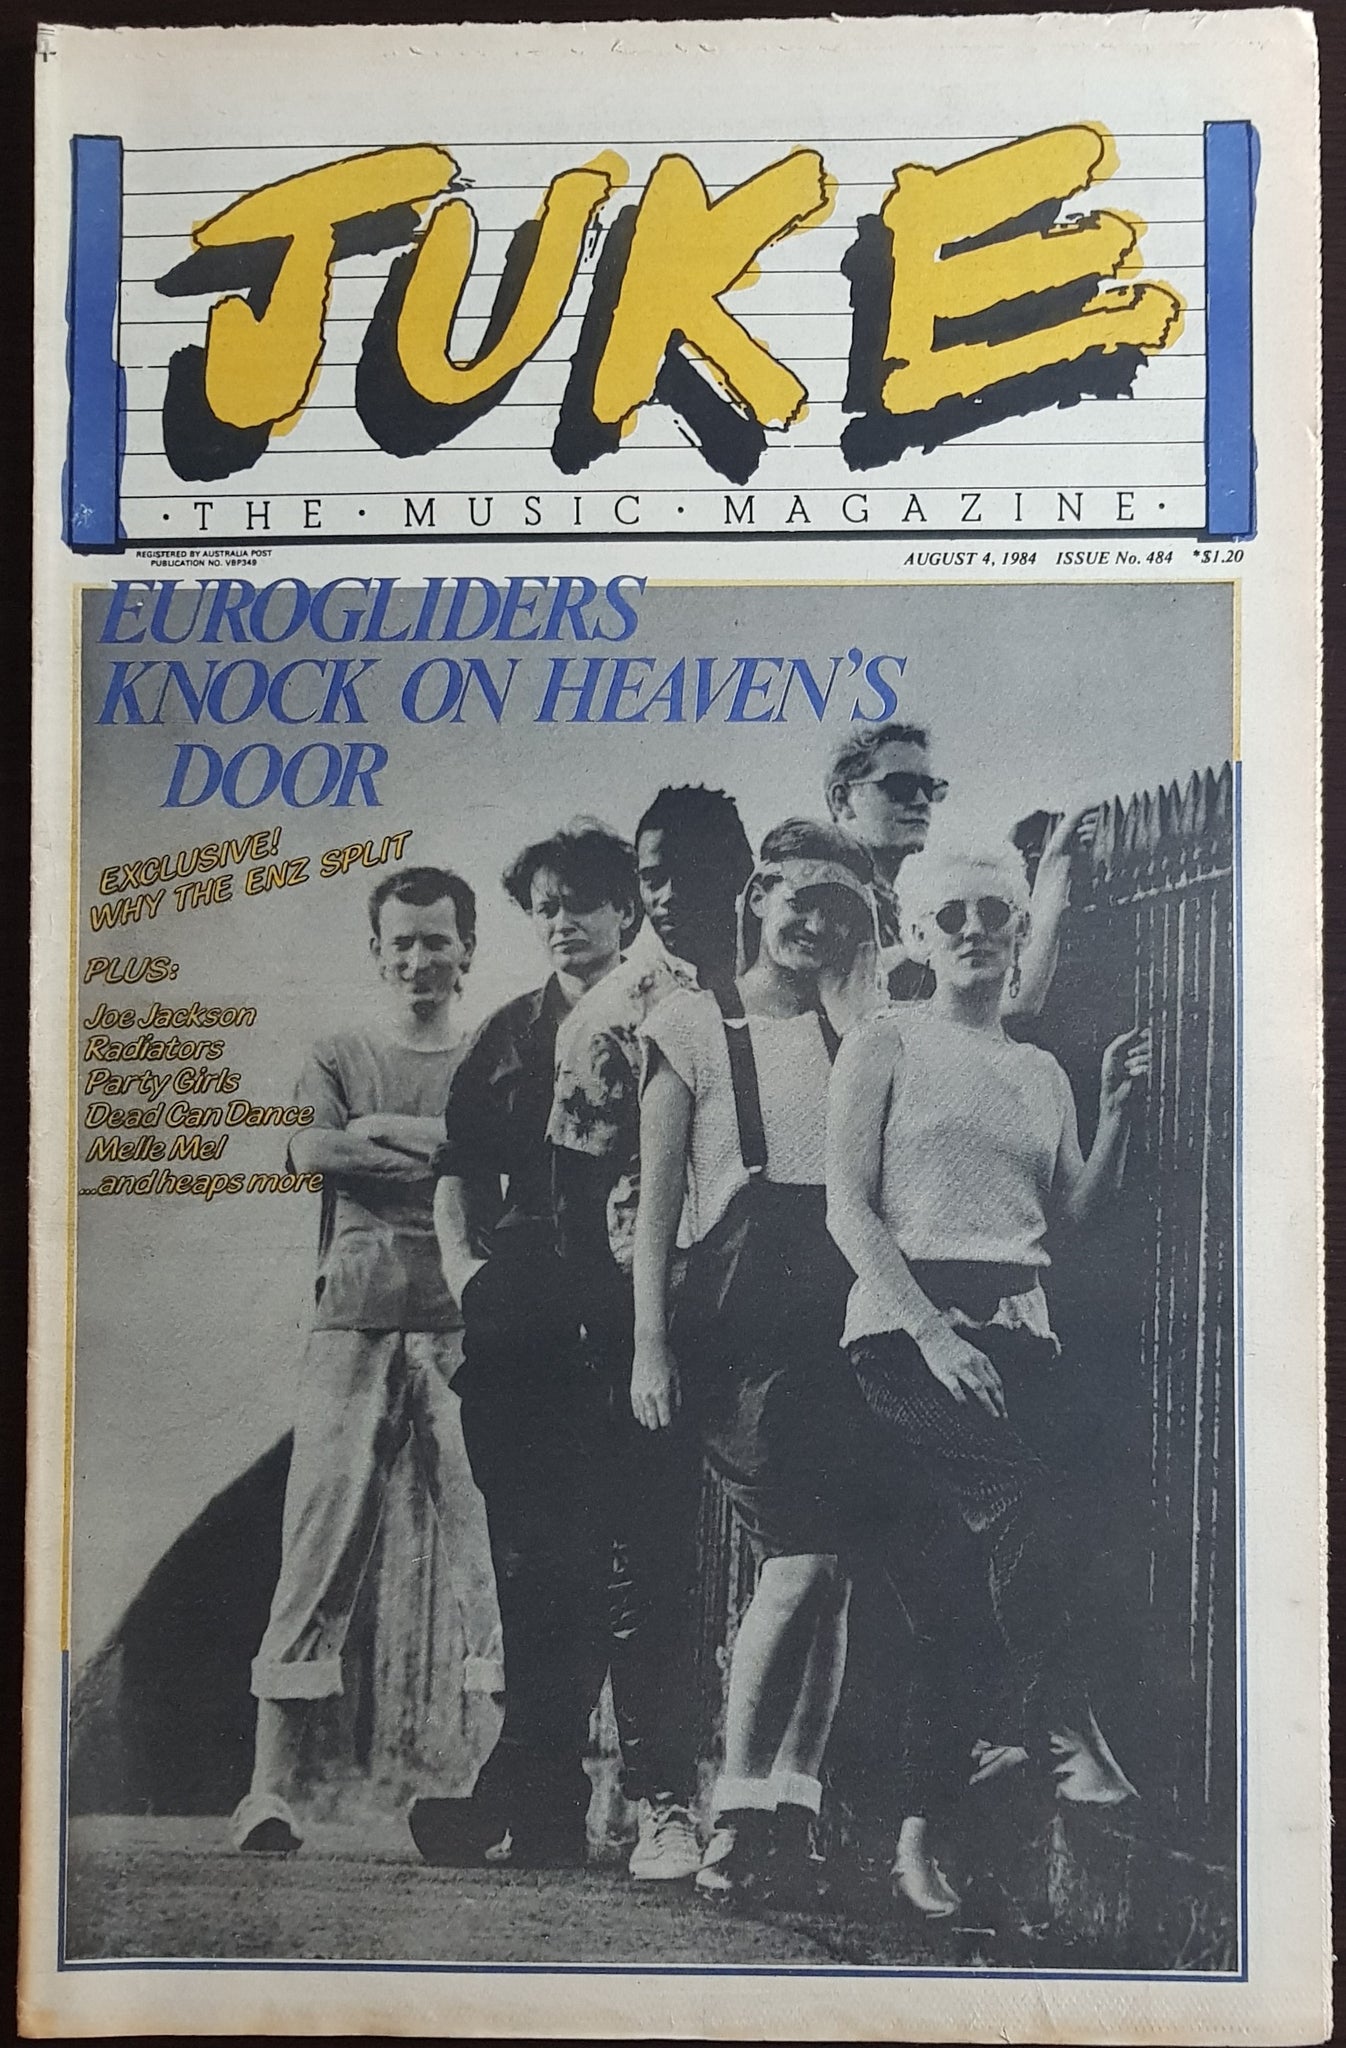 JUKE
·THE·MUSIC·MAGAZINE·
REGISTERED BY AUSTRALIA POST
PUBLICATION NO. VBP349
AUGUST 4, 1984 ISSUE No. 484 *$1.20
EUROGLIDERS
KNOCK ON HEAVEN'S
DOOR
EXCLUSIVE!
WHY THE ENZ SPLIT
PLUS:
Joe Jackson
Radiators
Party Girls
Dead Can Dance
Melle Mel
...and heaps more